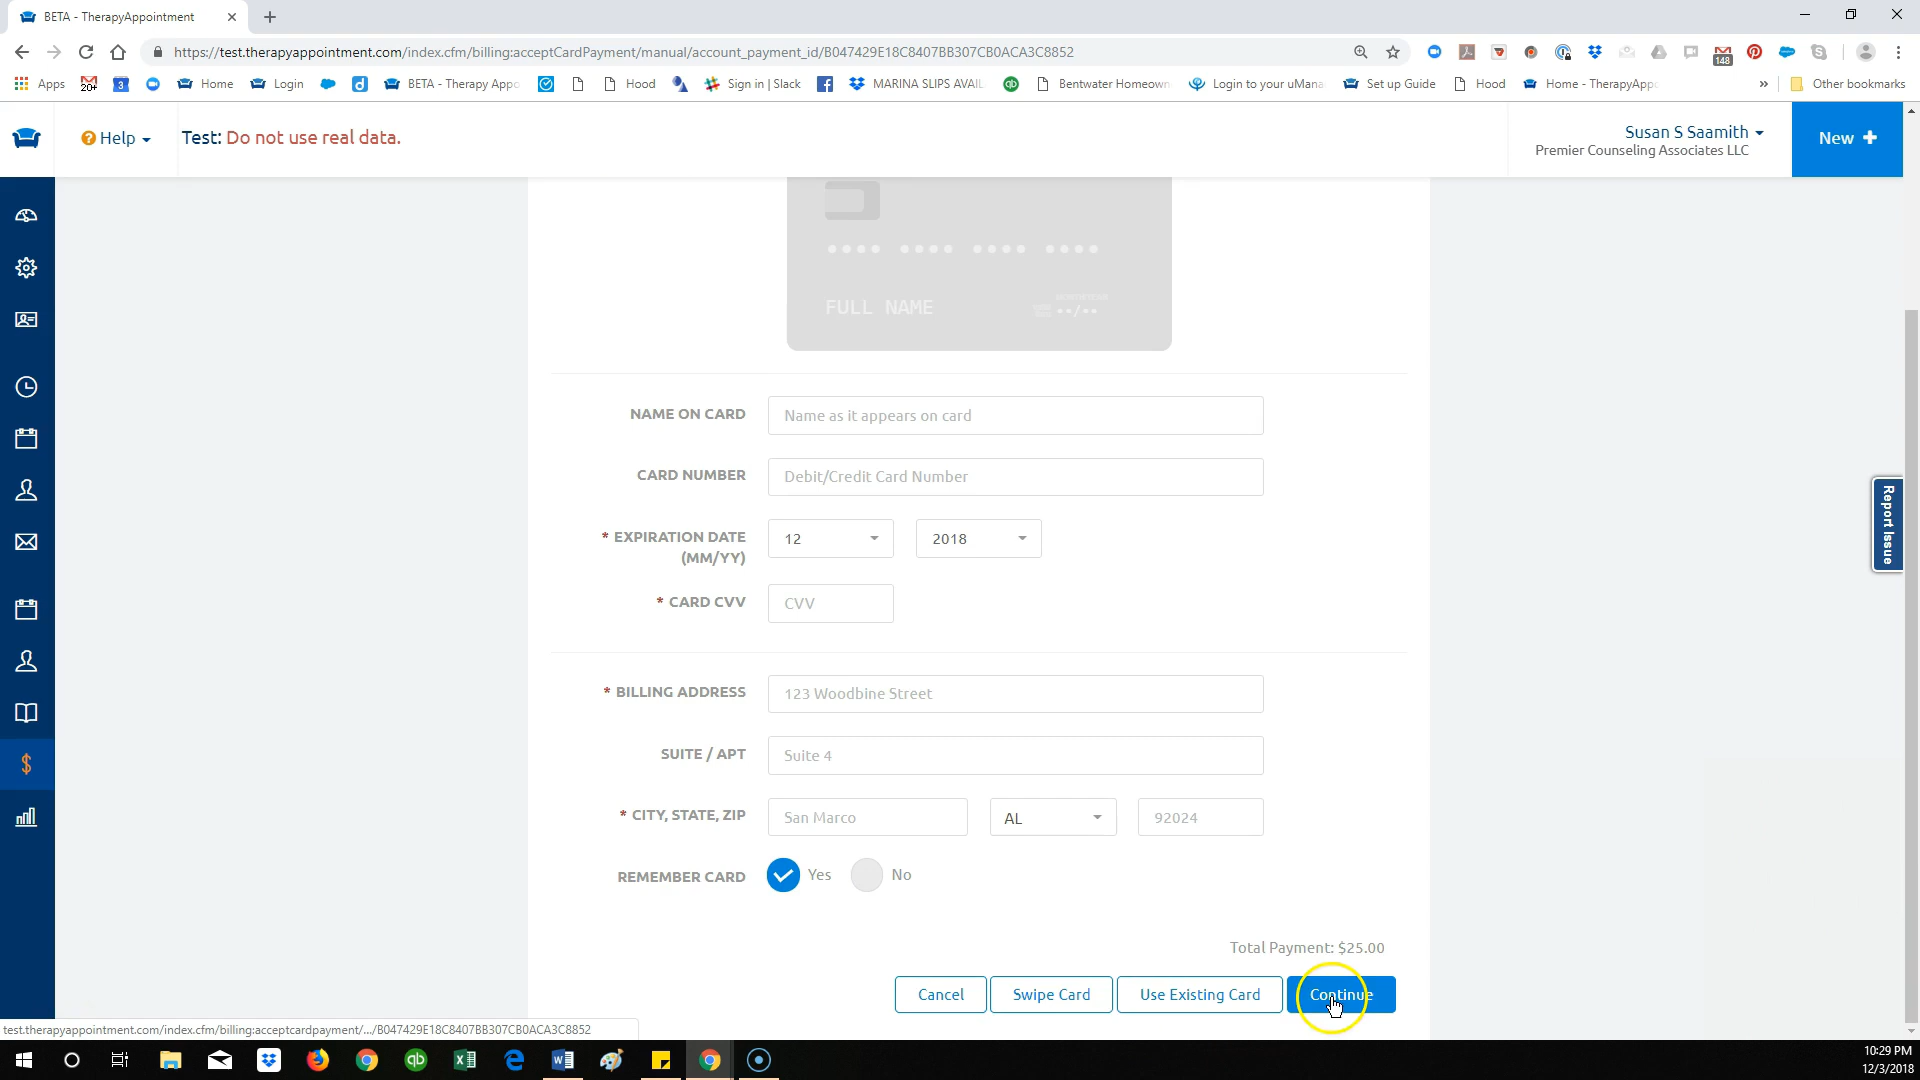 BETA - TherapyAppointment
https://test.therapyappointment.com/index.cfm/billing:acceptCardPayment/manual/account_payment_id/B047429E18C8407BB307CB0ACA3C8852
148
Apps 20+ 3 Home Login BETA - Therapy Appo Hood Sign in | Slack MARINA SLIPS AVAIL Bentwater Homeown Login to your uMana Set up Guide Hood Home - TherapyAppo » Other bookmarks
? Help Test: Do not use real data. Susan S Saamith New +
Premier Counseling Associates LLC
FULL NAME ••/••
NAME ON CARD Name as it appears on card
CARD NUMBER Debit/Credit Card Number
* EXPIRATION DATE 12 2018
(MM/YY)
* CARD CVV CVV
Report Issue
* BILLING ADDRESS 123 Woodbine Street
SUITE / APT Suite 4
* CITY, STATE, ZIP San Marco AL 92024
REMEMBER CARD Yes No
Total Payment: $25.00
Cancel Swipe Card Use Existing Card Continue
test.therapyappointment.com/index.cfm/billing:acceptcardpayment/.../B047429E18C8407BB307CB0ACA3C8852
10:29 PM
12/3/2018